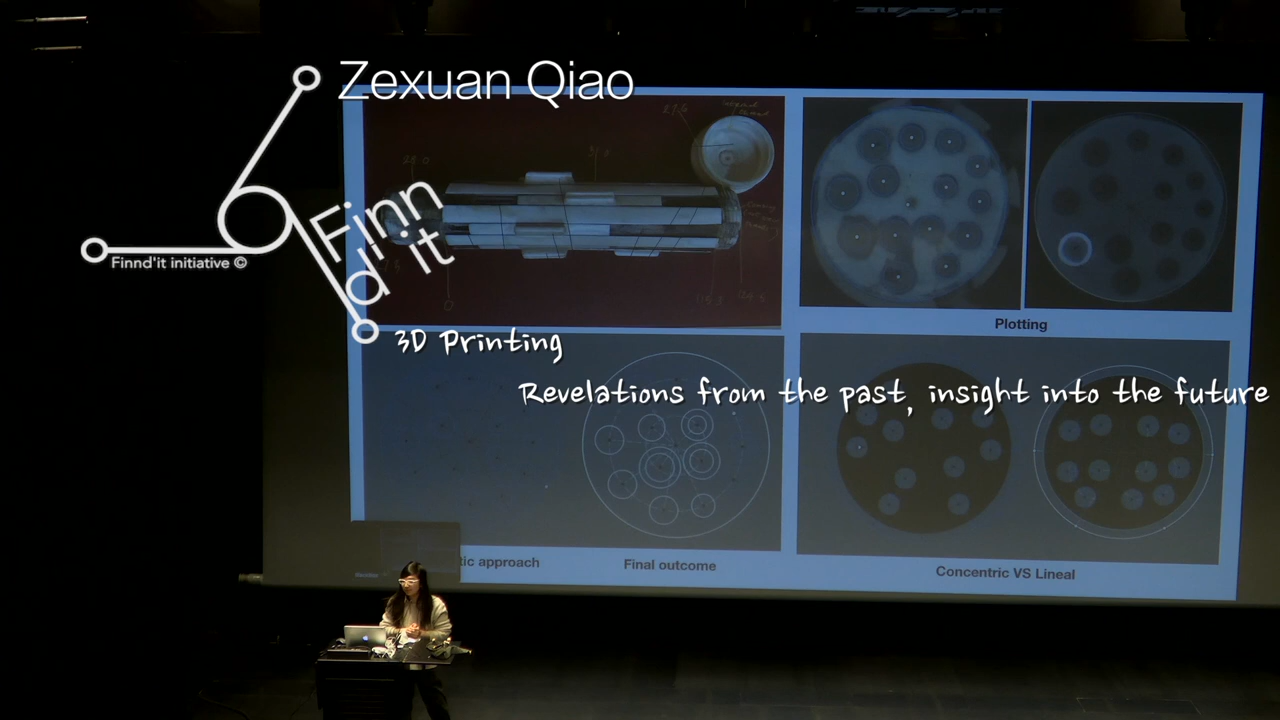 Zexuan Qiao
Finn
d'it
Finnd'it initiative ©
3D Printing
Revelations from the past, insight into the future
Plotting
tic approach
Final outcome
Concentric VS Lineal